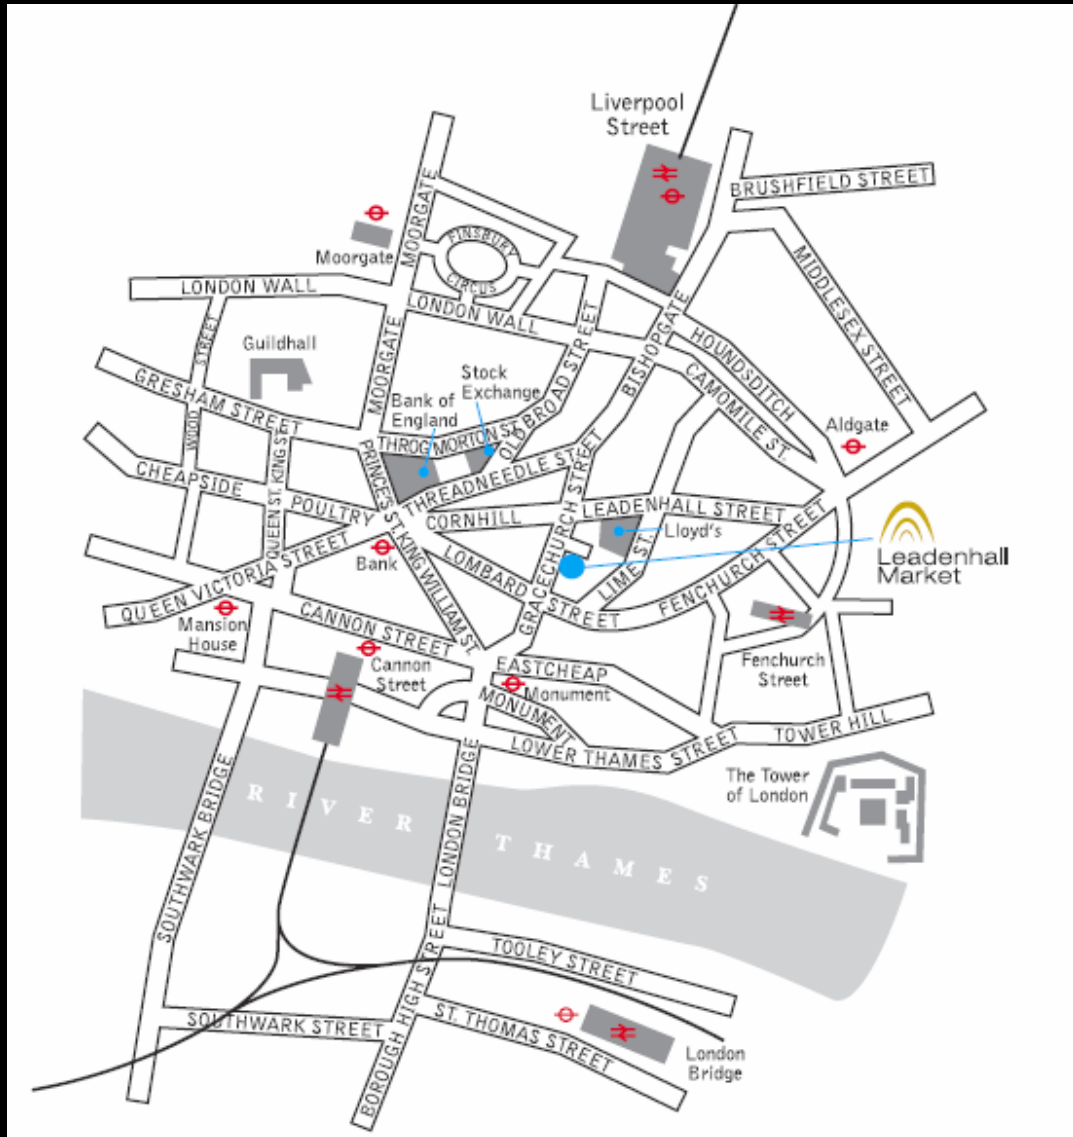 Liverpool
Street
BRUSHFIELD STREET
MOORGATE
FINSBURY
CIRCUS
Moorgate
MIDDLESEX STREET
LONDON WALL
LONDON WALL
STREET
WOOD
Guildhall
MOORGATE
Stock
Exchange
Bank of
England
OLD BROAD STREET
BISHOPGATE
HOUNDSDITCH
CAMOMILE ST.
Aldgate
GRESHAM STREET
THROGMORTON ST.
PRINCES ST.
KING ST.
QUEEN ST.
CHEAPSIDE
POULTRY
THREADNEEDLE ST
CORNHILL
LEADENHALL STREET
Lloyd's
Leadenhall
Market
GRACECHURCH STREET
LIME ST.
FENCHURCH STREET
Bank
KING WILLIAM ST.
LOMBARD STREET
QUEEN VICTORIA STREET
Mansion
House
CANNON STREET
Cannon
Street
EASTCHEAP
Monument
MONUMENT
Fenchurch
Street
LOWER THAMES STREET
TOWER HILL
The Tower
of London
SOUTHWARK BRIDGE
LONDON BRIDGE
RIVER THAMES
TOOLEY STREET
SOUTHWARK STREET
BOROUGH HIGH STREET
ST. THOMAS STREET
London
Bridge